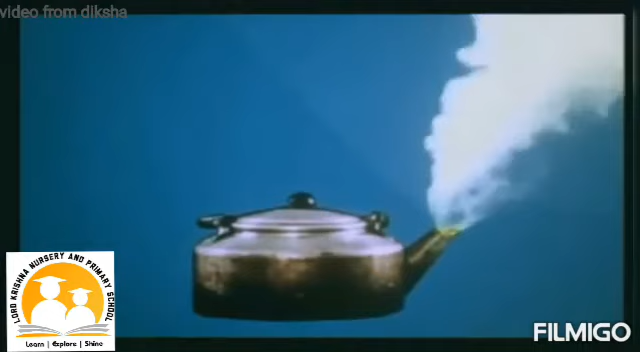 video from diksha
LORD KRISHNA NURSERY AND PRIMARY SCHOOL
Learn | Explore | Shine
FILMIGO